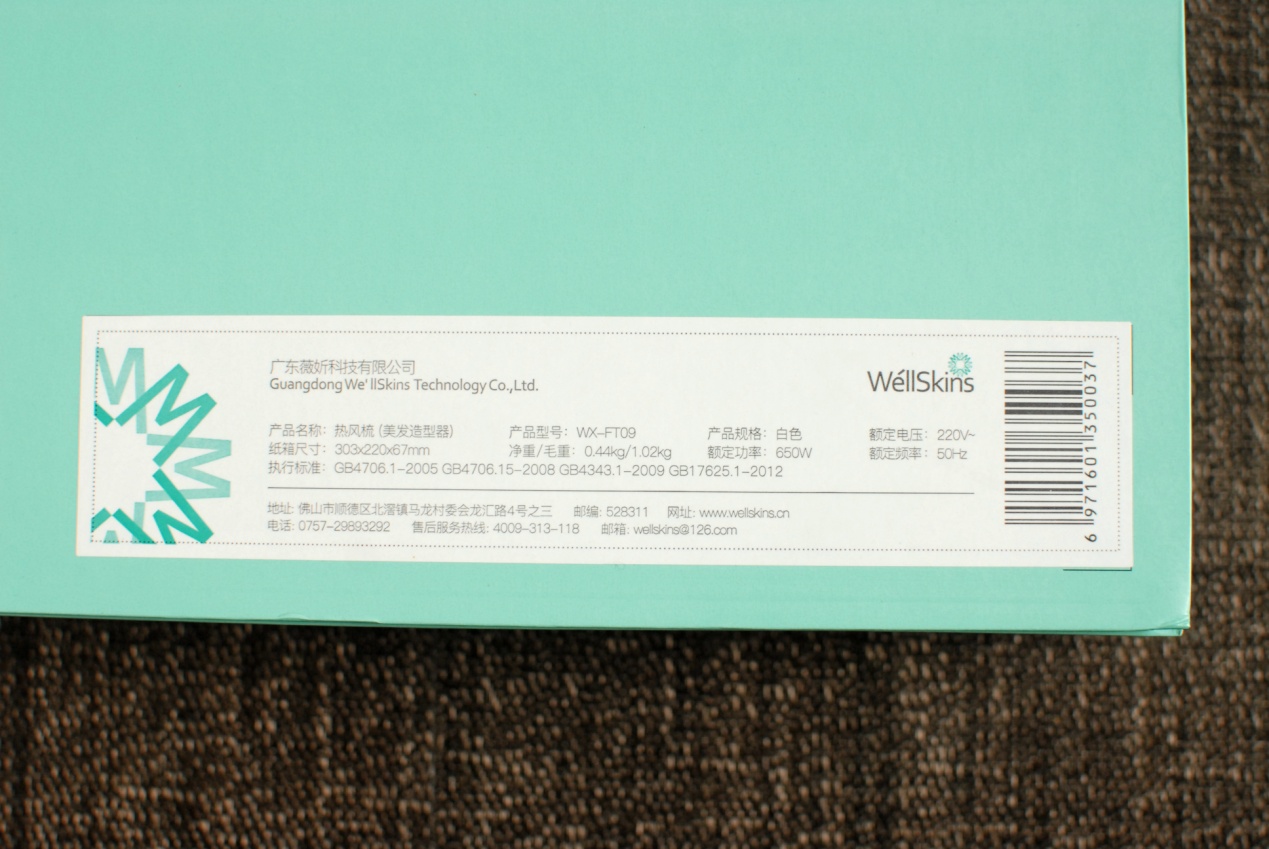 广东薇妡科技有限公司
GuangdongWe'llSkins Technology Co.,Ltd.
WéllSkins
产品名称: 热风梳 (美发造型器) 产品型号: WX-FT09 产品规格: 白色 额定电压: 220V~
纸箱尺寸: 303x220x67mm 净重/毛重: 0.44kg/1.02kg 额定功率: 650W 额定频率: 50Hz
执行标准: GB4706.1-2005 GB4706.15-2008 GB4343.1-2009 GB17625.1-2012
地址: 佛山市顺德区北滘镇马龙村委会龙汇路4号之三 邮编: 528311 网址: www.wellskins.cn
电话: 0757-29893292 售后服务热线: 4009-313-118 邮箱: wellskins@126.com
6 971601 350037